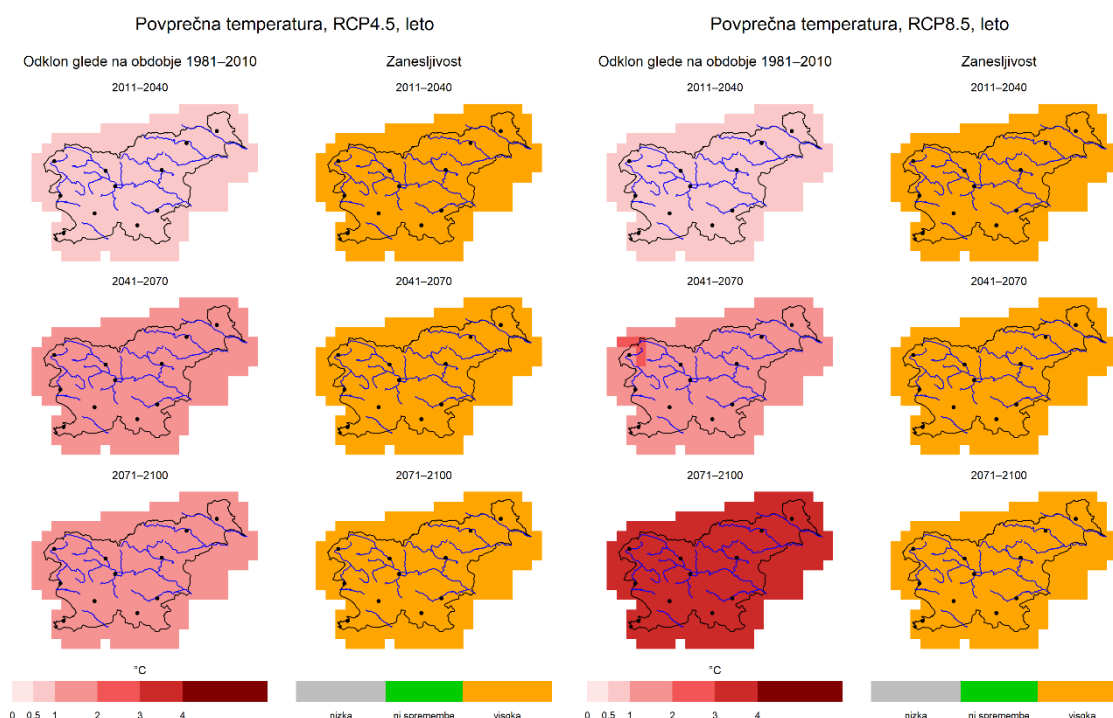 Povprečna temperatura, RCP4.5, leto
Odklon glede na obdobje 1981–2010
Zanesljivost
2011–2040
2011–2040
2041–2070
2041–2070
2071–2100
2071–2100
°C
0 0.5 1 2 3 4
nizka ni spremembe visoka
Povprečna temperatura, RCP8.5, leto
Odklon glede na obdobje 1981–2010
Zanesljivost
2011–2040
2011–2040
2041–2070
2041–2070
2071–2100
2071–2100
°C
0 0.5 1 2 3 4
nizka ni spremembe visoka